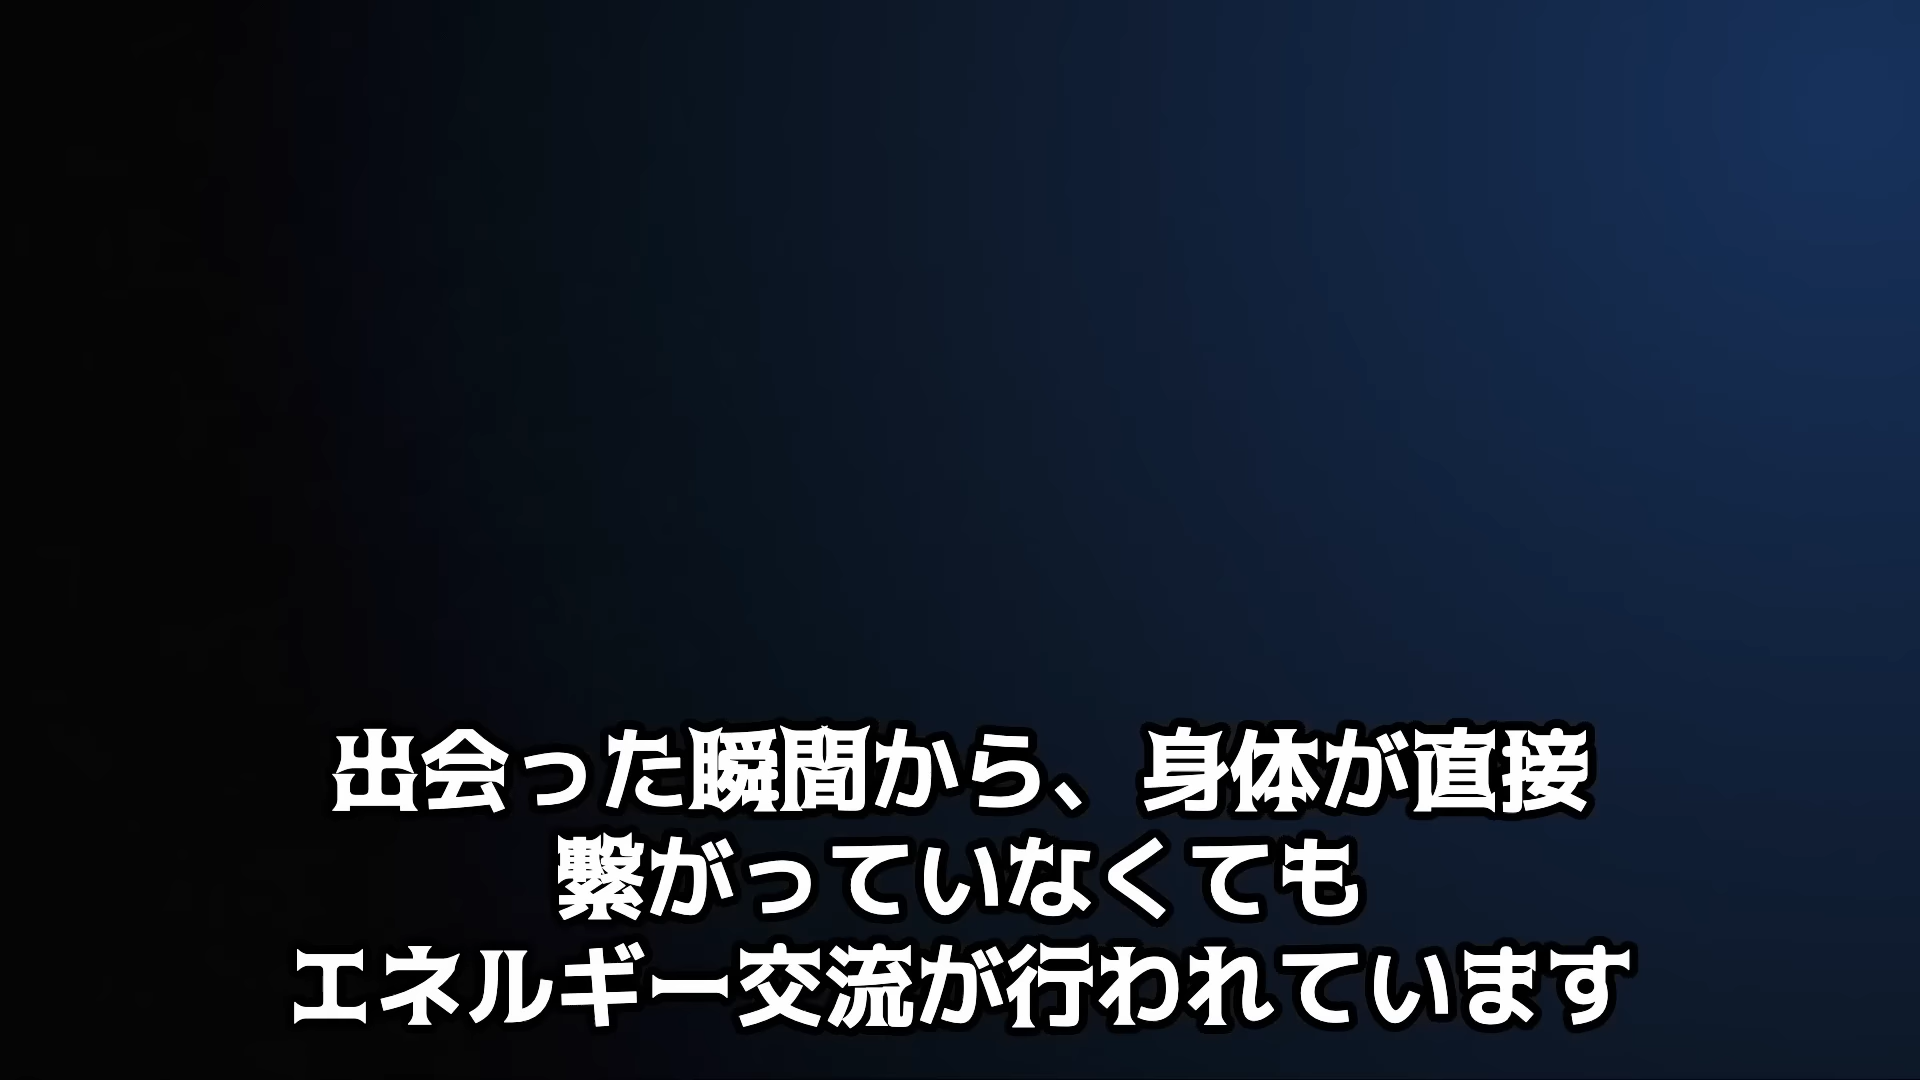 出会った瞬間から、身体が直接
繋がっていなくても
エネルギー交流が行われています